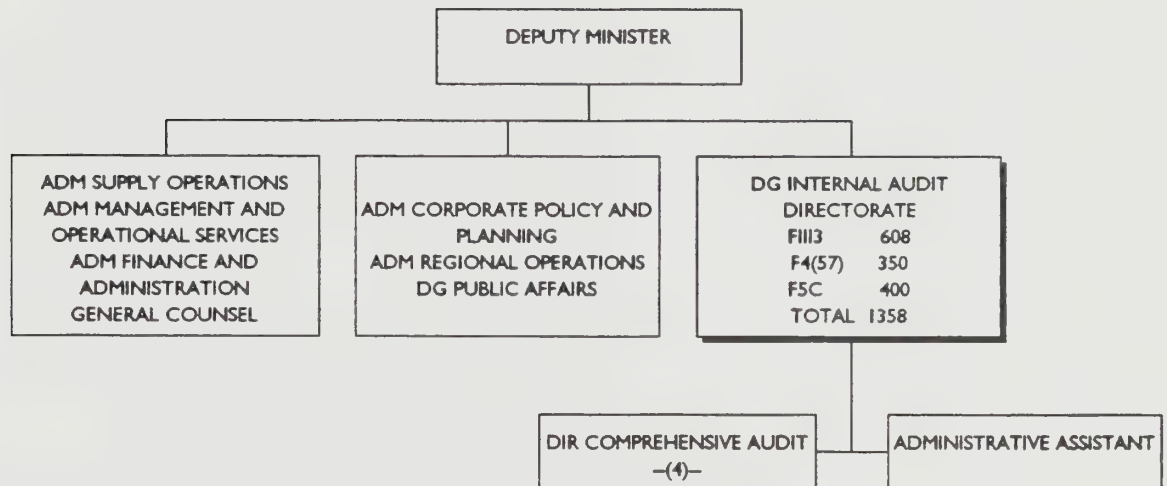 DEPUTY MINISTER
ADM SUPPLY OPERATIONS
ADM MANAGEMENT AND
OPERATIONAL SERVICES
ADM FINANCE AND
ADMINISTRATION
GENERAL COUNSEL
ADM CORPORATE POLICY AND
PLANNING
ADM REGIONAL OPERATIONS
DG PUBLIC AFFAIRS
DG INTERNAL AUDIT
DIRECTORATE
FIII3 608
F4(57) 350
F5C 400
TOTAL 1358
DIR COMPREHENSIVE AUDIT
–(4)–
ADMINISTRATIVE ASSISTANT